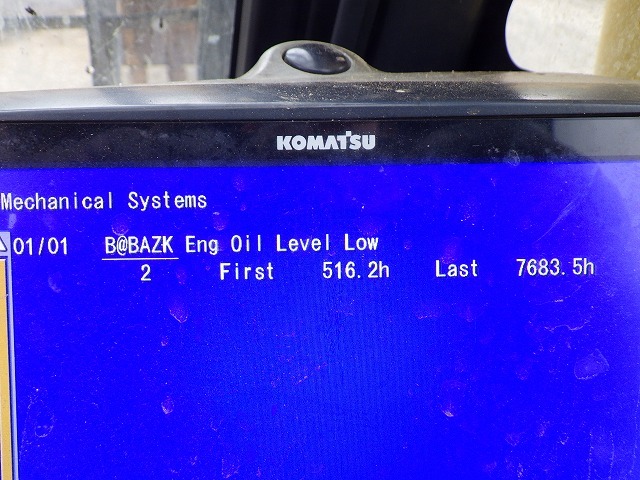 KOMATSU
Mechanical Systems
01/01 B@BAZK Eng Oil Level Low
2 First 516.2h Last 7683.5h